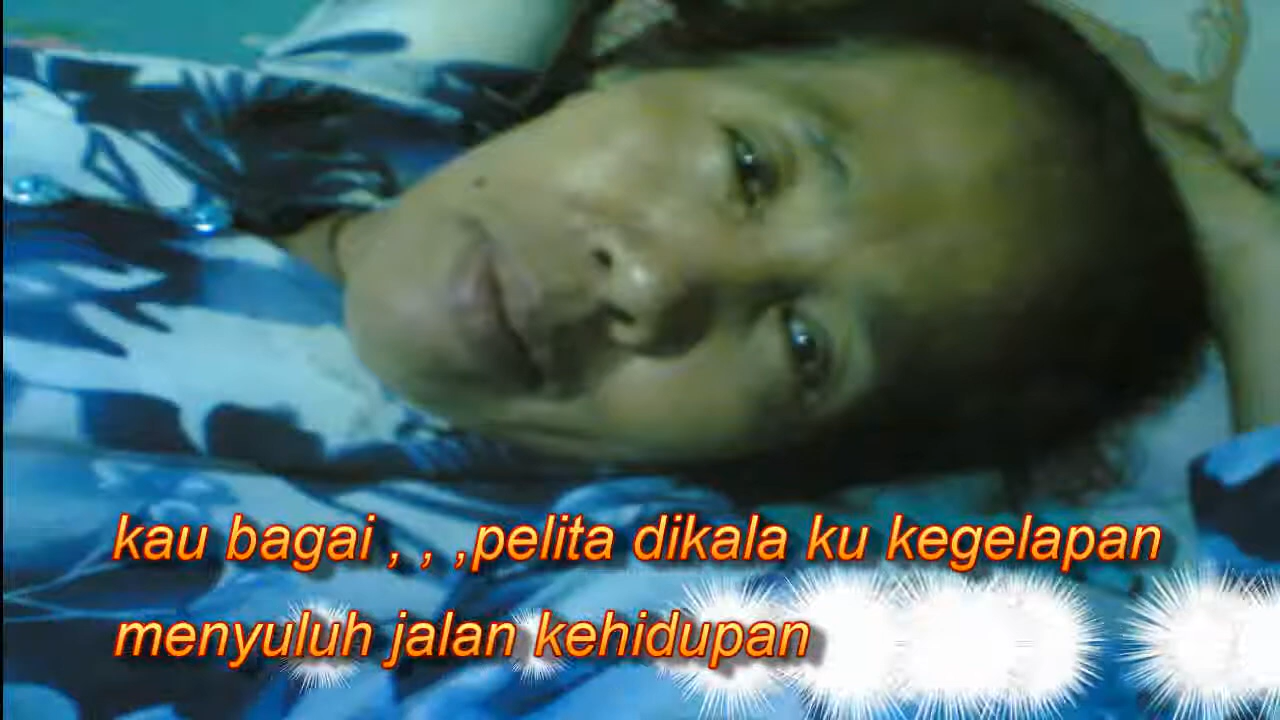 kau bagai , , ,pelita dikala ku kegelapan
menyuluh jalan kehidupan